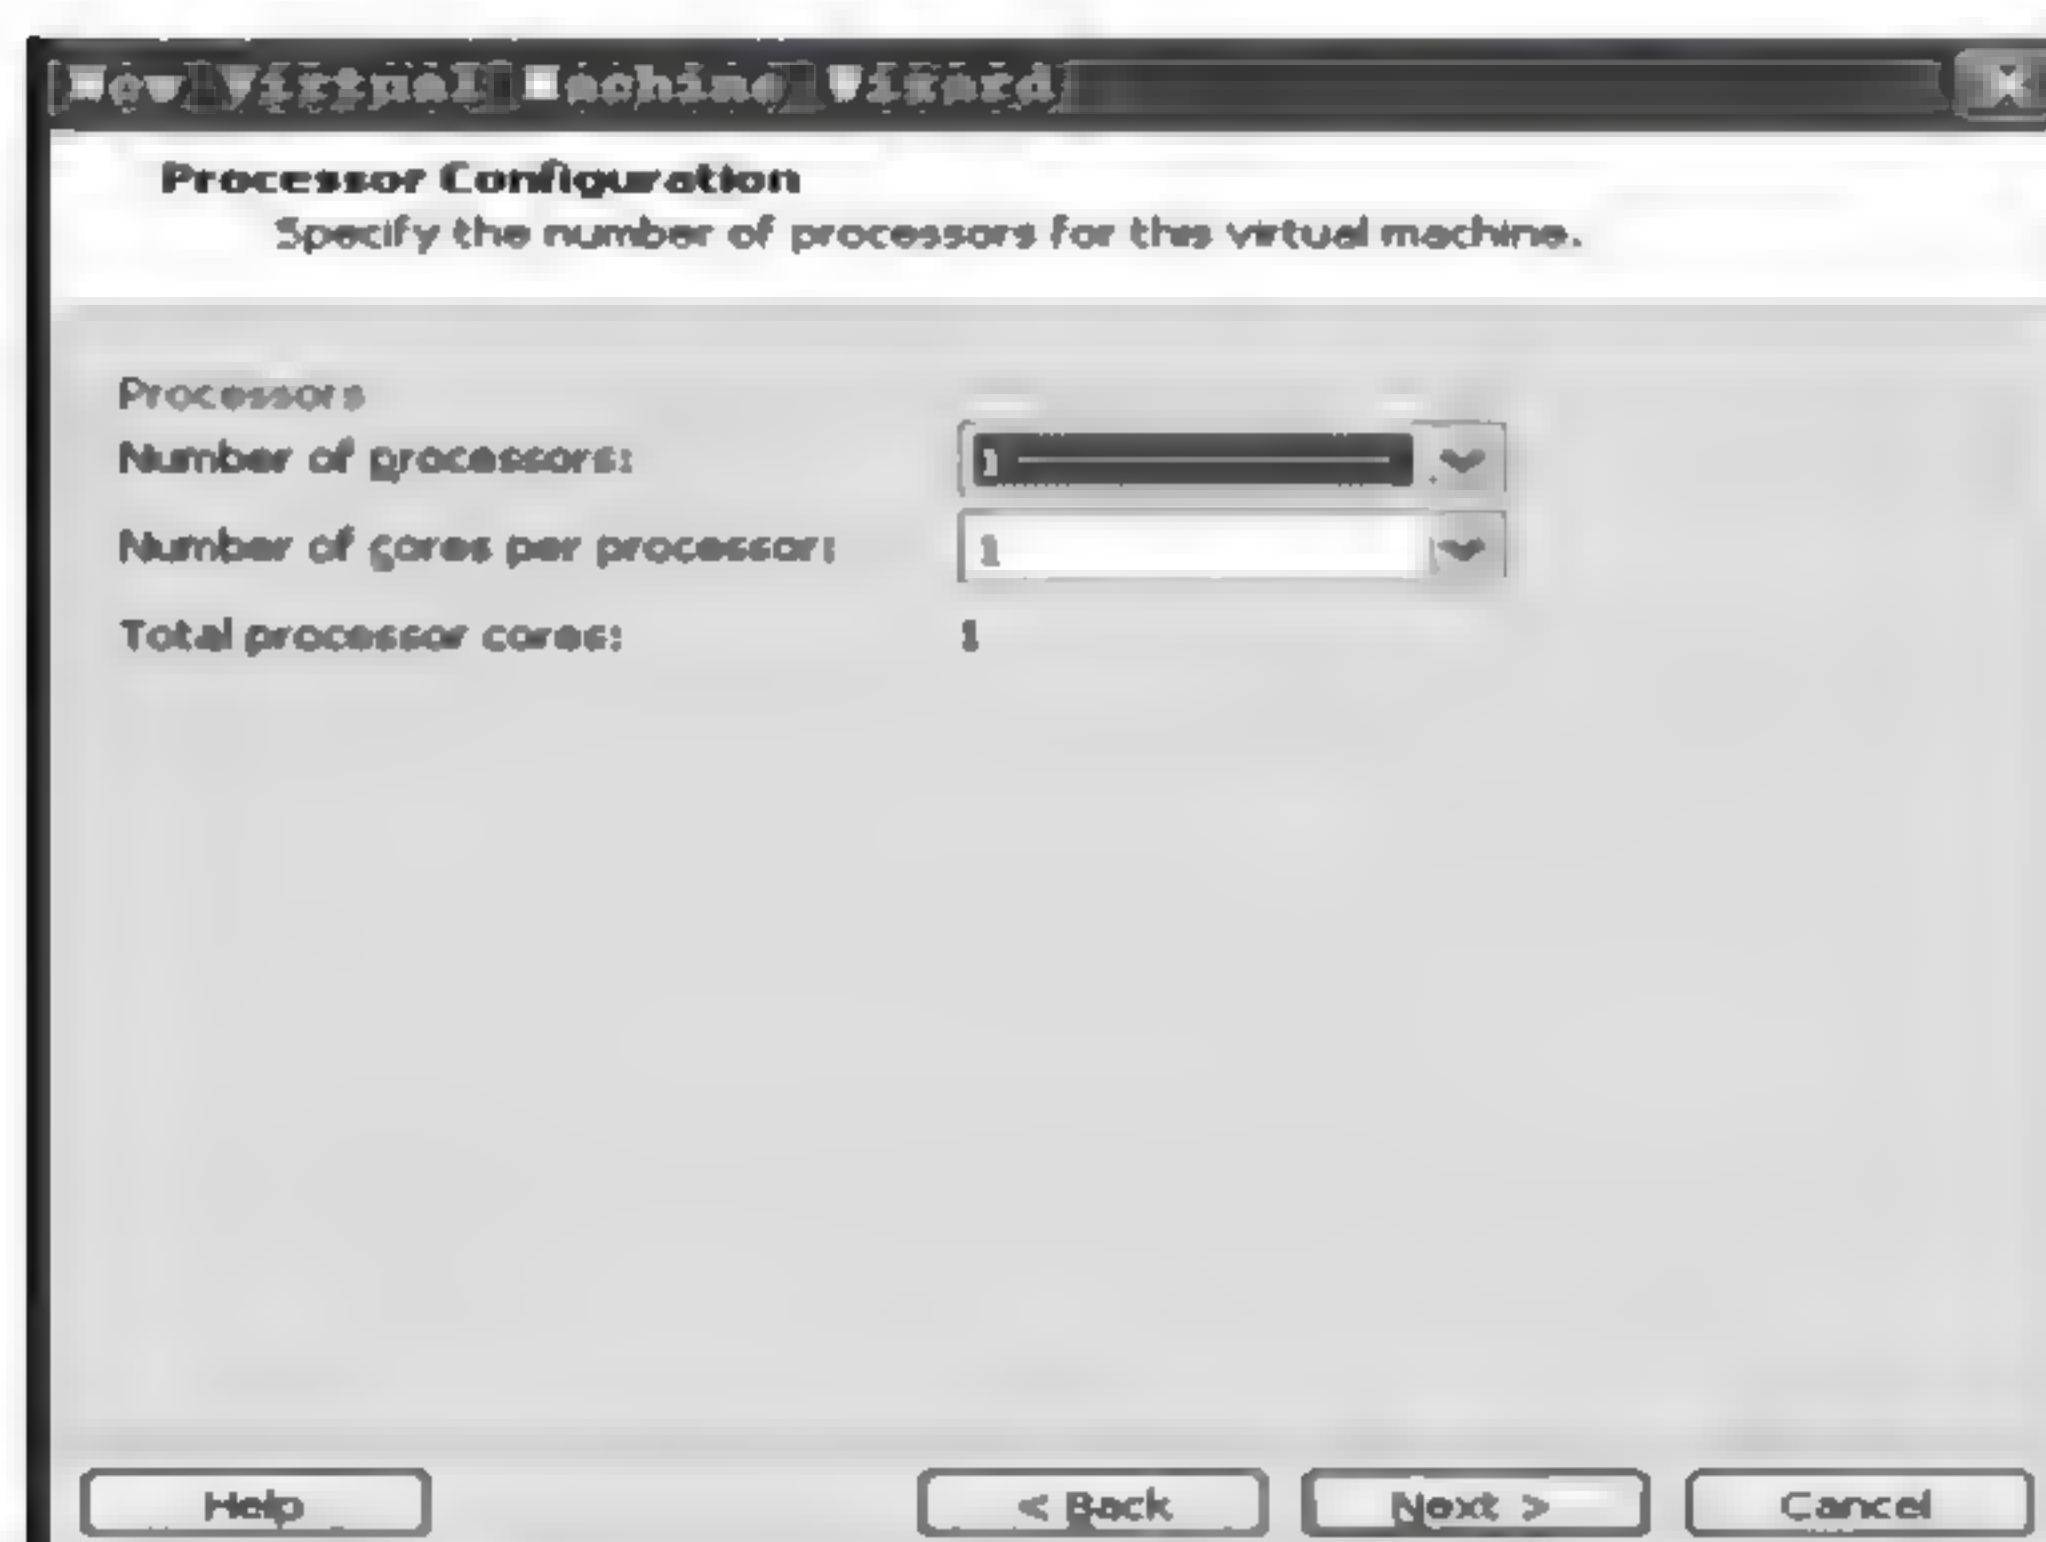 New Virtual Machine Wizard
Processor Configuration
Specify the number of processors for this virtual machine.
Processors
Number of processors: 1
Number of cores per processor: 1
Total processor cores: 1
Help < Back Next > Cancel